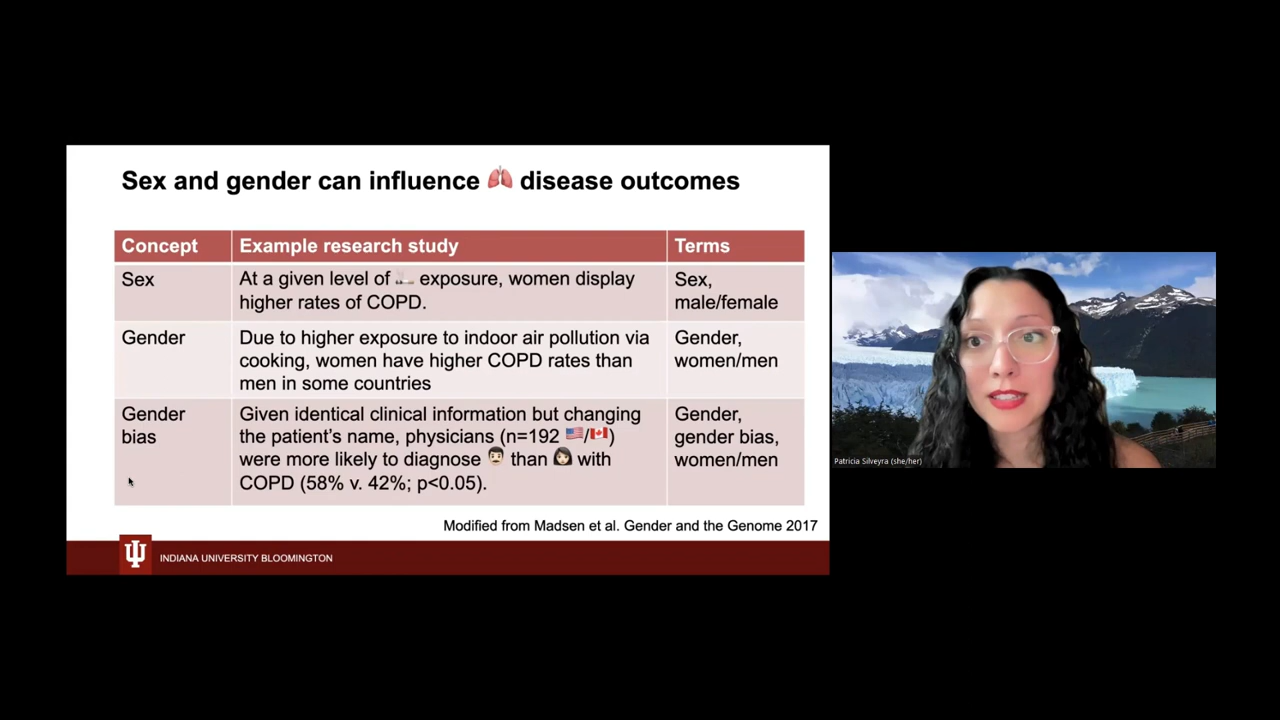 Sex and gender can influence 🫁 disease outcomes
Concept
Example research study
Terms
Sex
At a given level of 🚬 exposure, women display
higher rates of COPD.
Sex,
male/female
Gender
Due to higher exposure to indoor air pollution via
cooking, women have higher COPD rates than
men in some countries
Gender,
women/men
Gender
bias
Given identical clinical information but changing
the patient's name, physicians (n=192 🇺🇸/🇨🇦)
were more likely to diagnose 👨🏻 than 👩🏻 with
COPD (58% v. 42%; p<0.05).
Gender,
gender bias,
women/men
Modified from Madsen et al. Gender and the Genome 2017
INDIANA UNIVERSITY BLOOMINGTON
Patricia Silveyra (she/her)